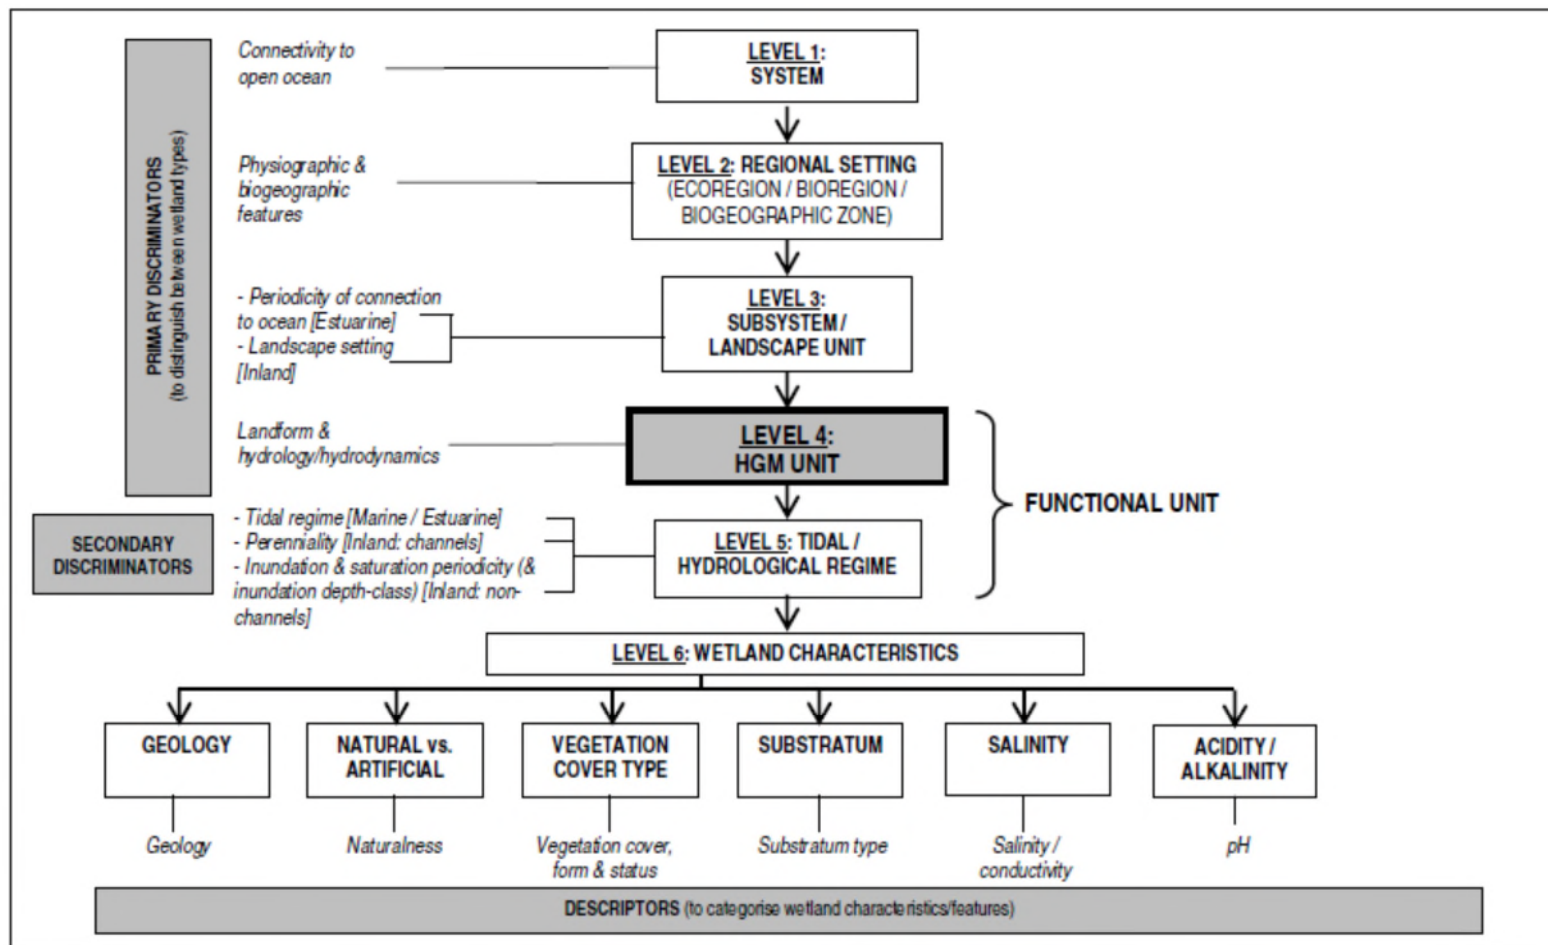 PRIMARY DISCRIMINATORS
(to distinguish between wetland types)
Connectivity to
open ocean
LEVEL 1:
SYSTEM
Physiographic &
biogeographic
features
LEVEL 2: REGIONAL SETTING
(ECOREGION / BIOREGION /
BIOGEOGRAPHIC ZONE)
- Periodicity of connection
to ocean [Estuarine]
- Landscape setting
[Inland]
LEVEL 3:
SUBSYSTEM /
LANDSCAPE UNIT
Landform &
hydrology/hydrodynamics
LEVEL 4:
HGM UNIT
FUNCTIONAL UNIT
SECONDARY
DISCRIMINATORS
- Tidal regime [Marine / Estuarine]
- Perenniality [Inland: channels]
- Inundation & saturation periodicity (&
inundation depth-class) [Inland: non-
channels]
LEVEL 5: TIDAL /
HYDROLOGICAL REGIME
LEVEL 6: WETLAND CHARACTERISTICS
GEOLOGY
NATURAL vs.
ARTIFICIAL
VEGETATION
COVER TYPE
SUBSTRATUM
SALINITY
ACIDITY /
ALKALINITY
Geology
Naturalness
Vegetation cover,
form & status
Substratum type
Salinity /
conductivity
pH
DESCRIPTORS (to categorise wetland characteristics/features)